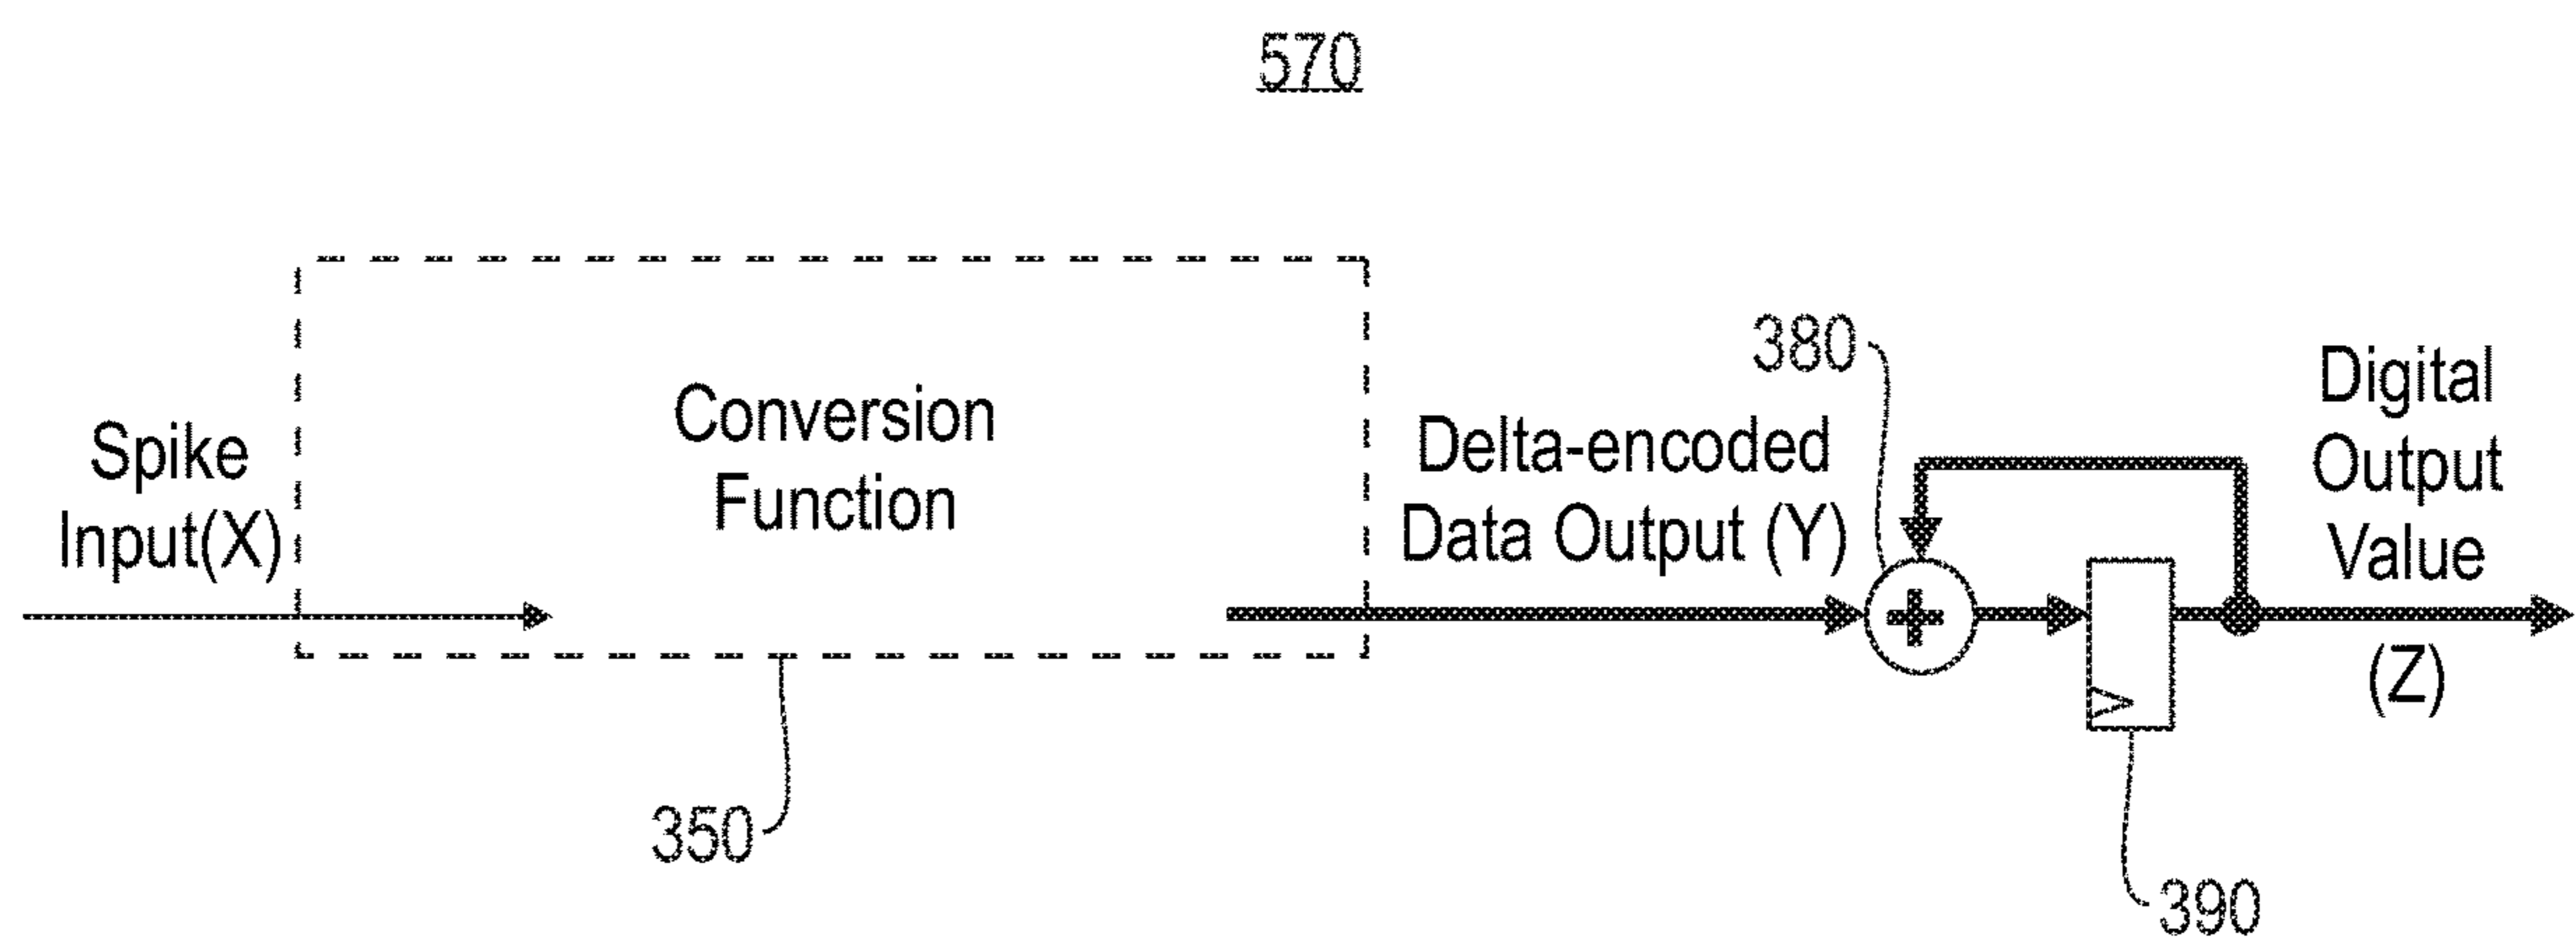 570
Spike
Input(X)
Conversion
Function
350
Delta-encoded
Data Output (Y)
380
+
390
Digital
Output
Value
(Z)